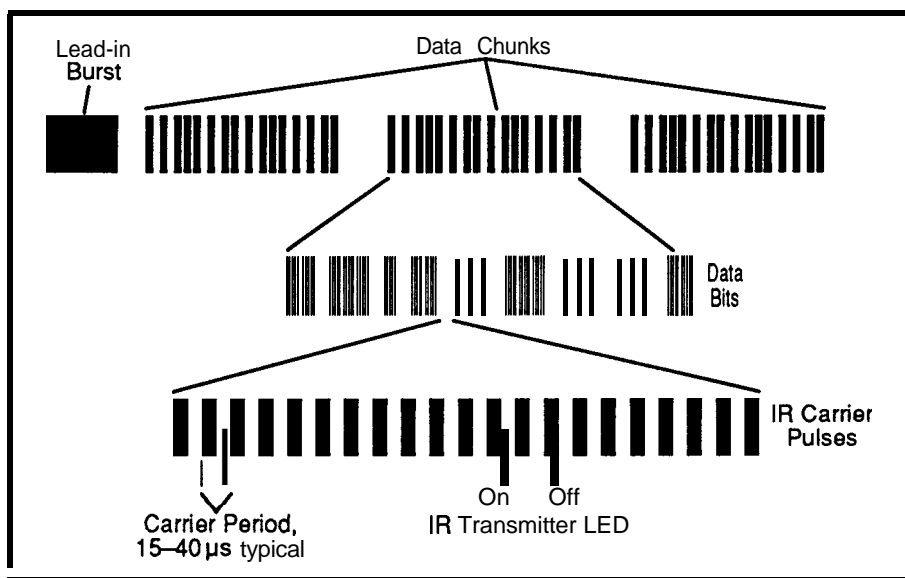 Lead-in
Burst
Data Chunks
Data
Bits
IR Carrier
Pulses
On Off
IR Transmitter LED
Carrier Period,
15–40 μs typical